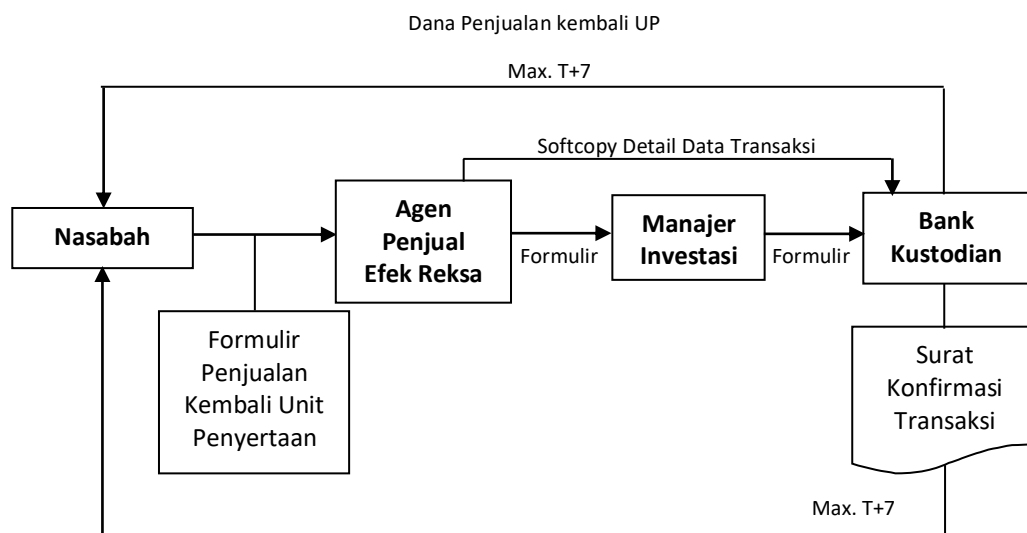 Dana Penjualan kembali UP
Max. T+7
Softcopy Detail Data Transaksi
Nasabah
Agen
Penjual
Efek Reksa
Formulir
Manajer
Investasi
Formulir
Bank
Kustodian
Formulir
Penjualan
Kembali Unit
Penyertaan
Surat
Konfirmasi
Transaksi
Max. T+7